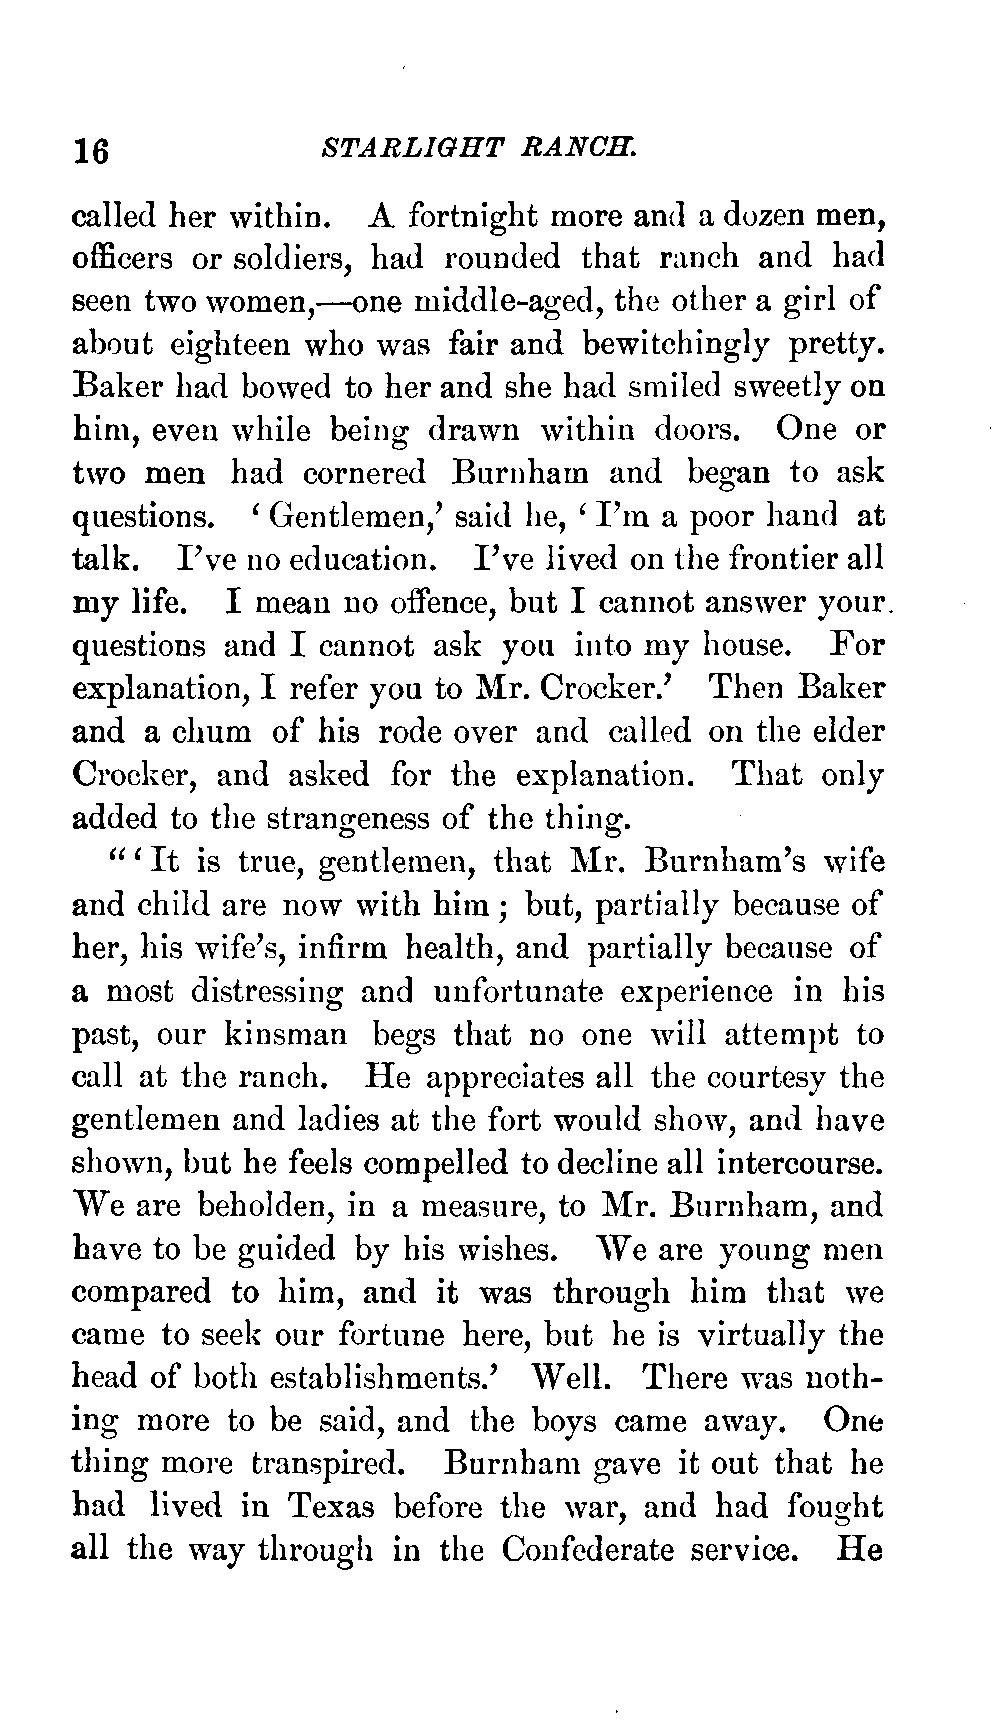 16 STARLIGHT RANCH.
called her within. A fortnight more and a dozen men,
officers or soldiers, had rounded that ranch and had
seen two women,—one middle-aged, the other a girl of
about eighteen who was fair and bewitchingly pretty.
Baker had bowed to her and she had smiled sweetly on
him, even while being drawn within doors. One or
two men had cornered Burnham and began to ask
questions. ‘Gentlemen,’ said he, ‘I’m a poor hand at
talk. I’ve no education. I’ve lived on the frontier all
my life. I mean no offence, but I cannot answer your.
questions and I cannot ask you into my house. For
explanation, I refer you to Mr. Crocker.’ Then Baker
and a chum of his rode over and called on the elder
Crocker, and asked for the explanation. That only
added to the strangeness of the thing.
“‘It is true, gentlemen, that Mr. Burnham’s wife
and child are now with him; but, partially because of
her, his wife’s, infirm health, and partially because of
a most distressing and unfortunate experience in his
past, our kinsman begs that no one will attempt to
call at the ranch. He appreciates all the courtesy the
gentlemen and ladies at the fort would show, and have
shown, but he feels compelled to decline all intercourse.
We are beholden, in a measure, to Mr. Burnham, and
have to be guided by his wishes. We are young men
compared to him, and it was through him that we
came to seek our fortune here, but he is virtually the
head of both establishments.’ Well. There was noth-
ing more to be said, and the boys came away. One
thing more transpired. Burnham gave it out that he
had lived in Texas before the war, and had fought
all the way through in the Confederate service. He